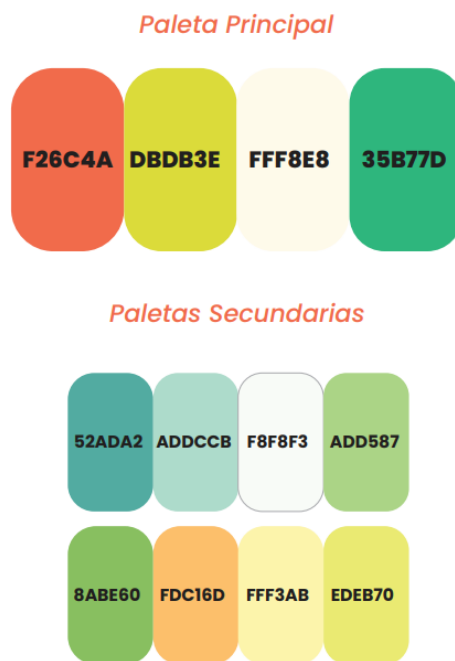 Paleta Principal
F26C4A DBDB3E FFF8E8 35B77D
Paletas Secundarias
52ADA2 ADDCCB F8F8F3 ADD587
8ABE60 FDC16D FFF3AB EDEB70